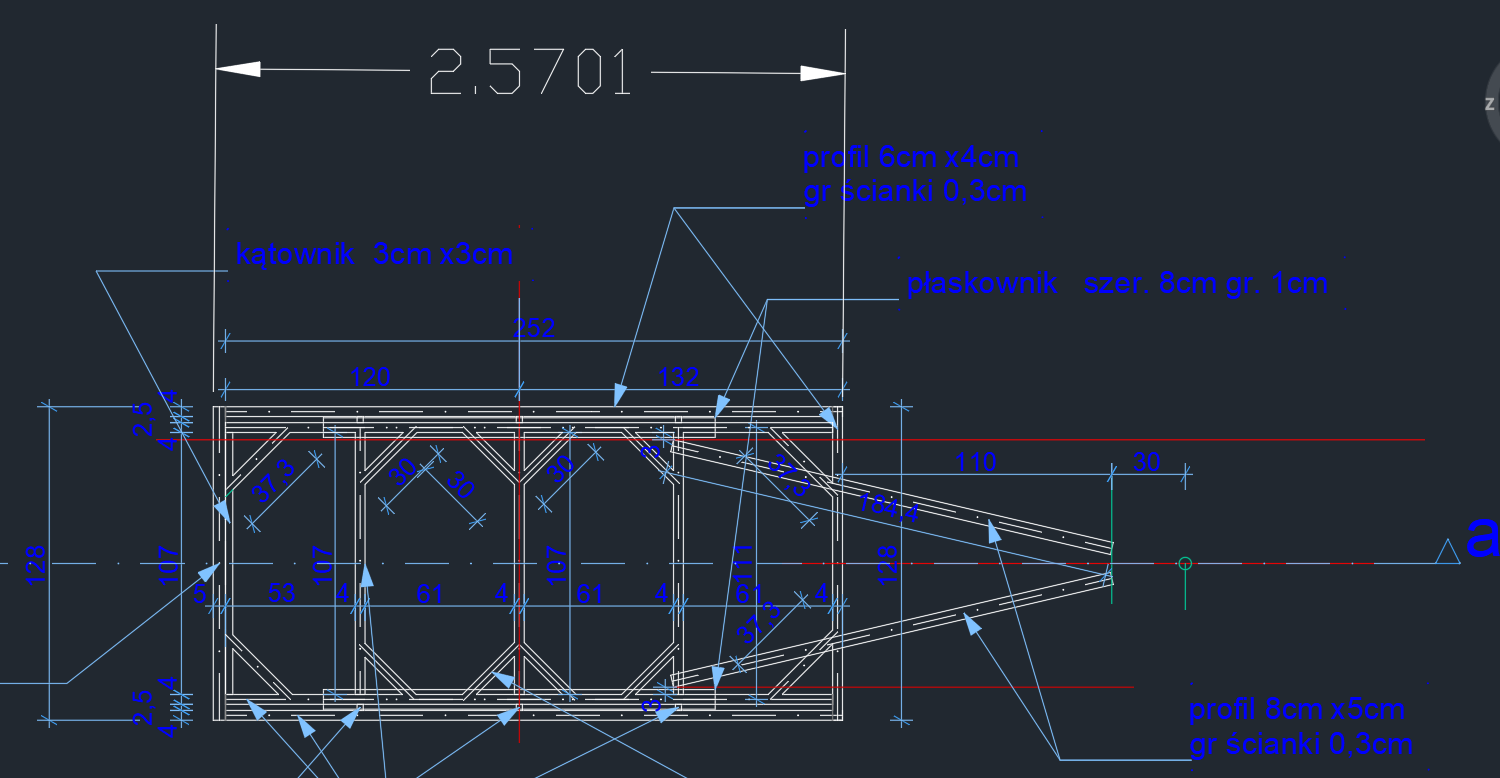 2.5701
profil 6cm x4cm
gr ścianki 0,3cm
kątownik 3cm x3cm
płaskownik szer. 8cm gr. 1cm
252
120 132
4
2,5
4
3
110 30
37,3 30 30 30 37,3
184,4
a
128 107 107 107 111 128
5 53 4 61 4 61 4 61 4
37,3
4
2,5
4
3
profil 8cm x5cm
gr ścianki 0,3cm
Z